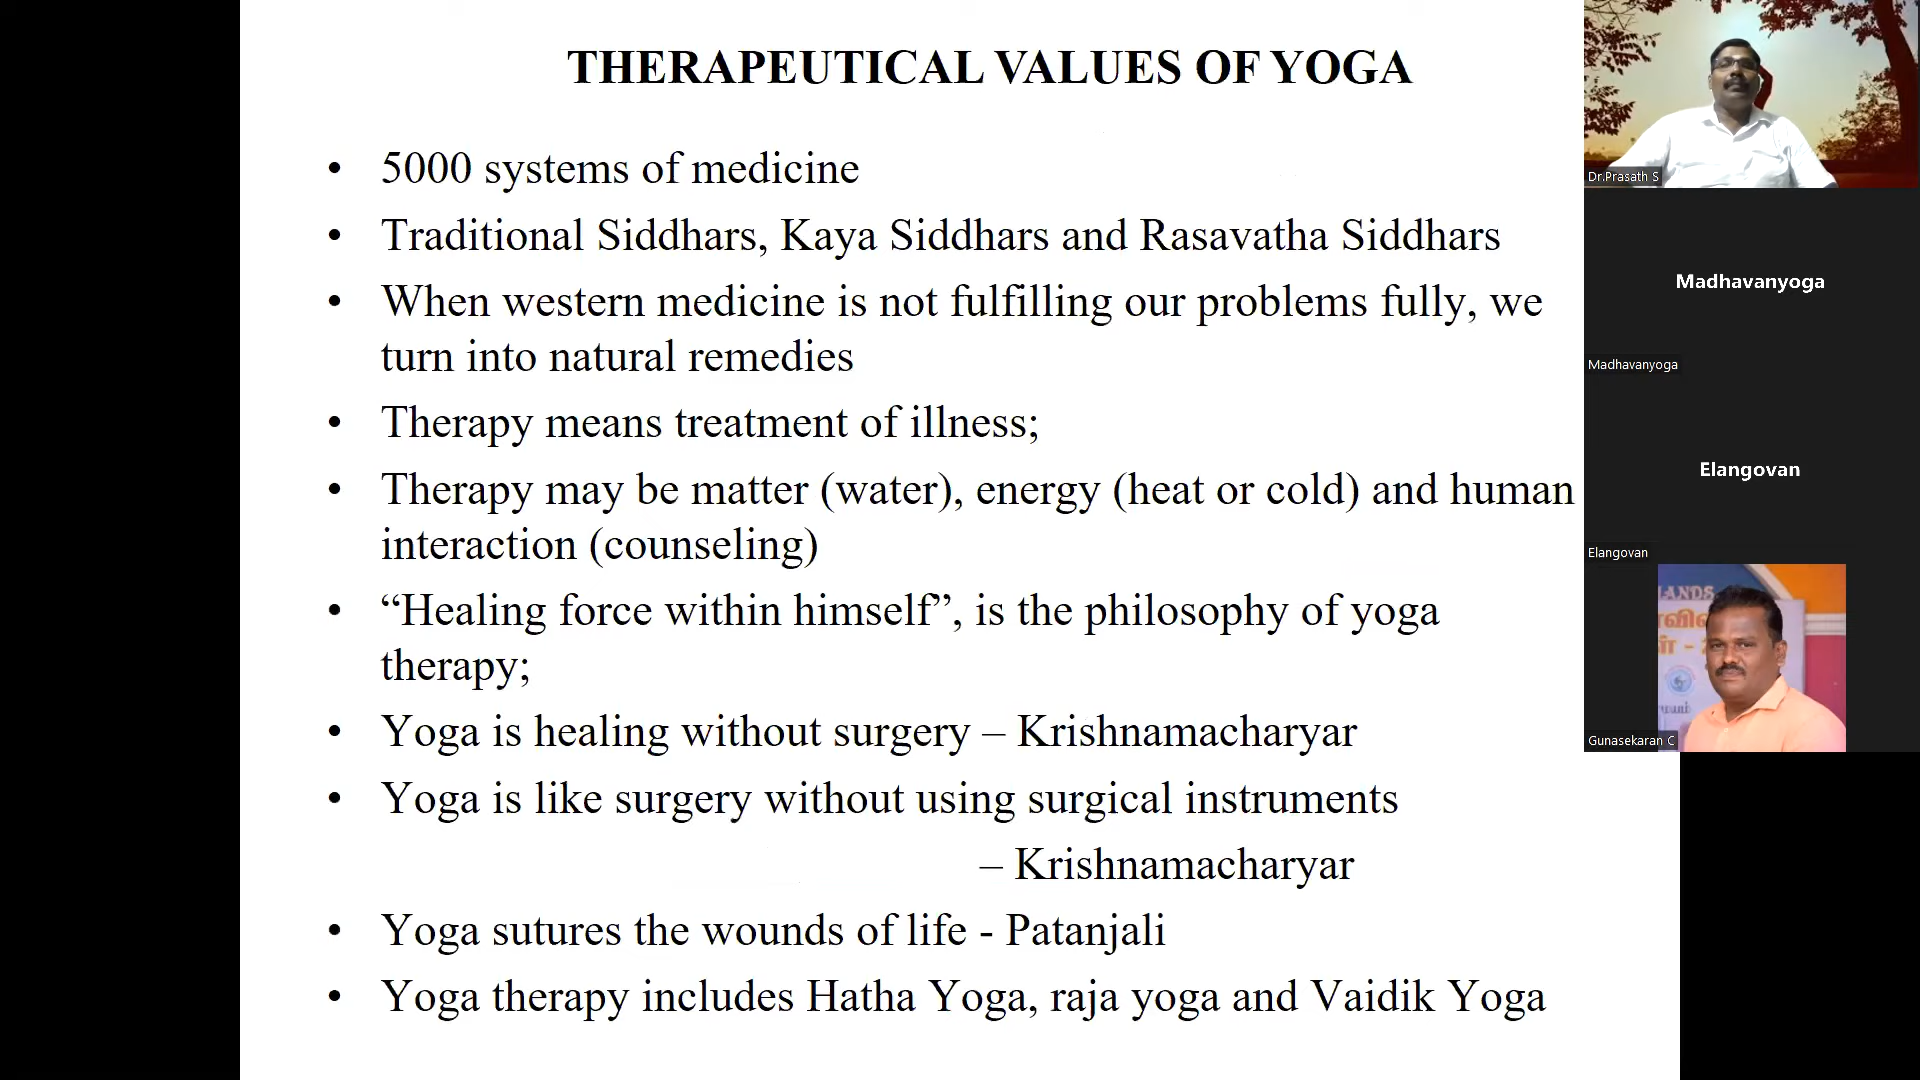 THERAPEUTICAL VALUES OF YOGA
• 5000 systems of medicine
• Traditional Siddhars, Kaya Siddhars and Rasavatha Siddhars
• When western medicine is not fulfilling our problems fully, we
turn into natural remedies
• Therapy means treatment of illness;
• Therapy may be matter (water), energy (heat or cold) and human
interaction (counseling)
• “Healing force within himself”, is the philosophy of yoga
therapy;
• Yoga is healing without surgery – Krishnamacharyar
• Yoga is like surgery without using surgical instruments
– Krishnamacharyar
• Yoga sutures the wounds of life - Patanjali
• Yoga therapy includes Hatha Yoga, raja yoga and Vaidik Yoga
Dr.Prasath S
Madhavanyoga
Madhavanyoga
Elangovan
Elangovan
LANDS
Gunasekaran C